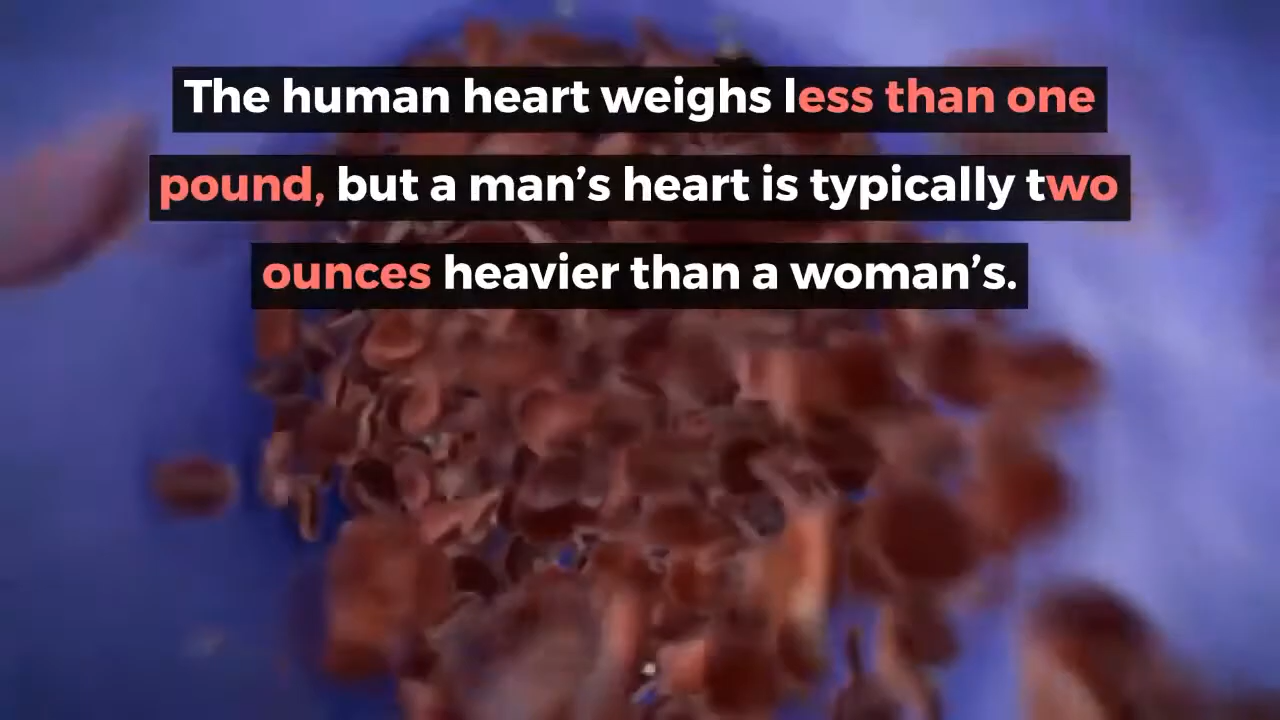 The human heart weighs less than one
pound, but a man’s heart is typically two
ounces heavier than a woman’s.